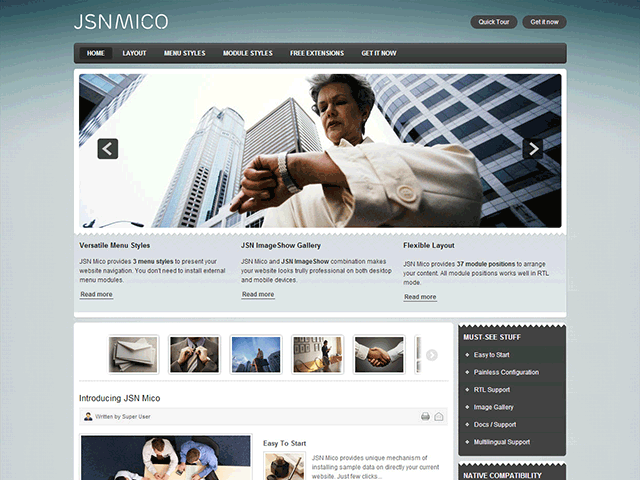 JSNMICO
Quick Tour
Get it now
HOME LAYOUT MENU STYLES MODULE STYLES FREE EXTENSIONS GET IT NOW
Versatile Menu Styles
JSN Mico provides 3 menu styles to present your
website navigation. You don't need to install external
menu modules.
Read more
JSN ImageShow Gallery
JSN Mico and JSN ImageShow combination makes
your website looks trully professional on both desktop
and mobile devices.
Read more
Flexible Layout
JSN Mico provides 37 module positions to arrange
your content. All module positions works well in RTL
mode.
Read more
Introducing JSN Mico
Written by Super User
Easy To Start
JSN Mico provides unique mechanism of
installing sample data on directly your current
website. Just few clicks...
MUST-SEE STUFF
Easy to Start
Painless Configuration
RTL Support
Image Gallery
Docs / Support
Multilingual Support
NATIVE COMPATIBILITY